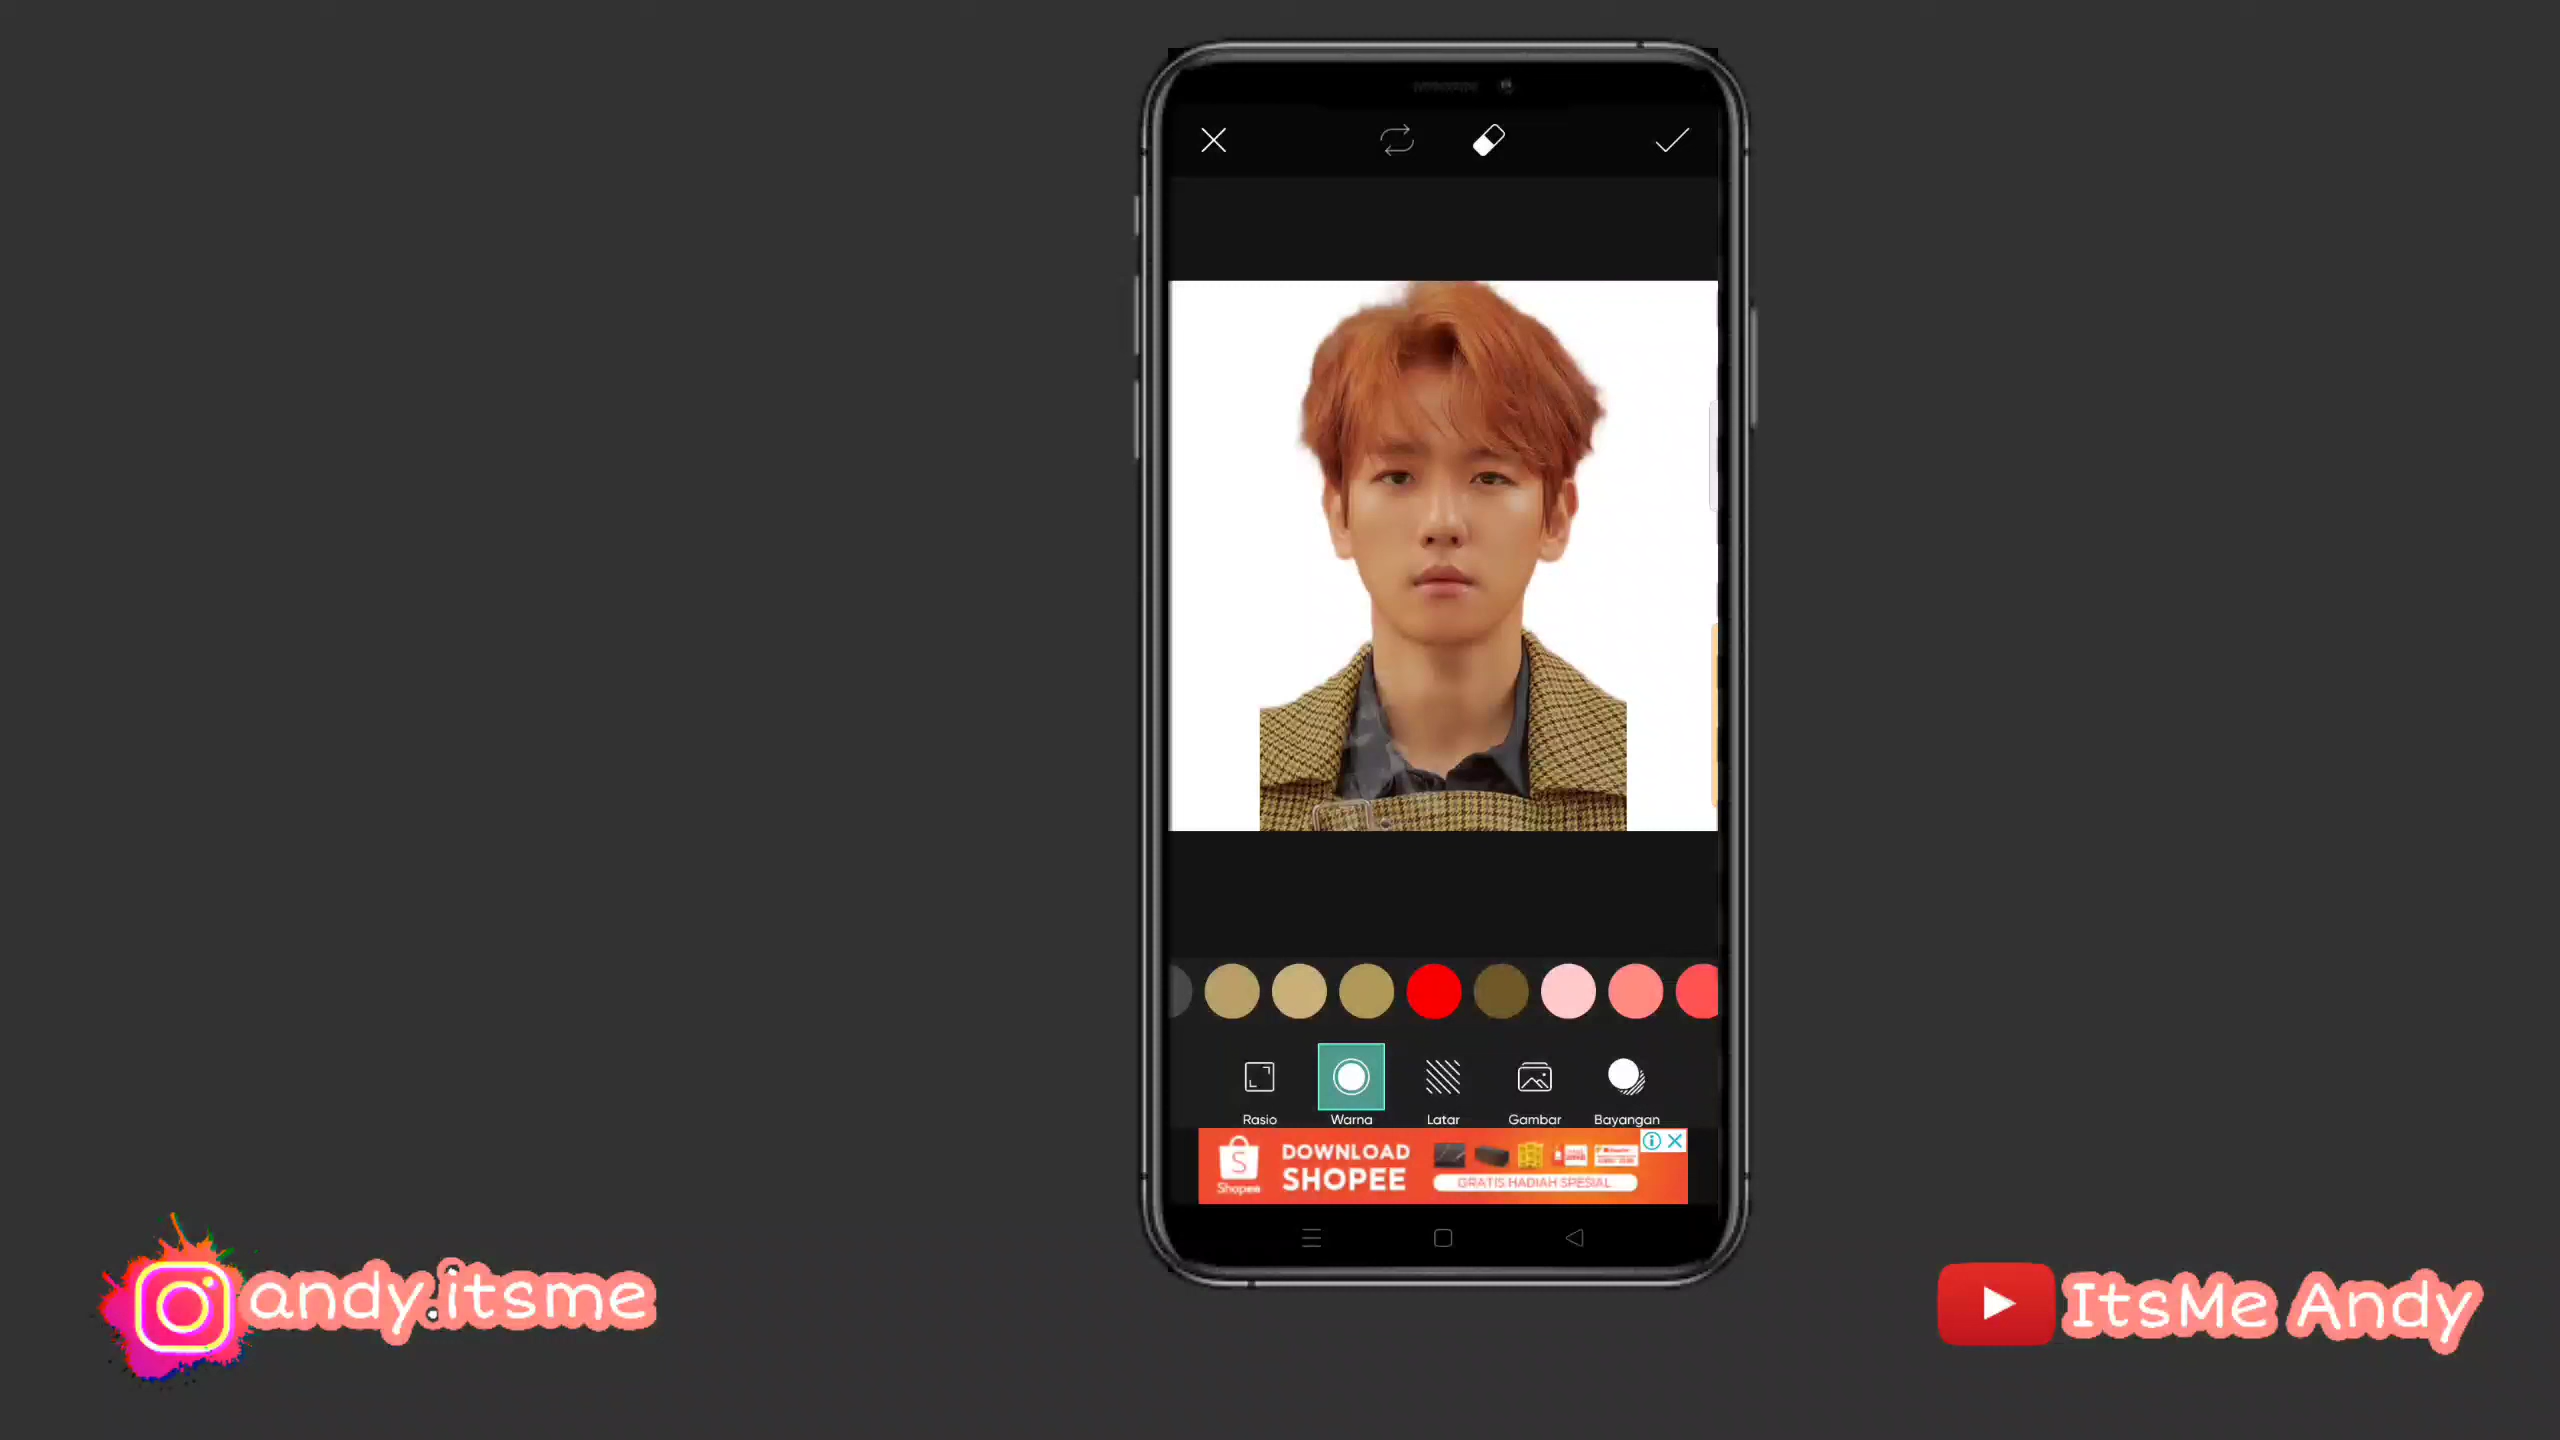 Rasio
Warna
Latar
Gambar
Bayangan
DOWNLOAD
SHOPEE
Shopee
GRATIS HADIAH SPESIAL
andy.itsme
ItsMe Andy